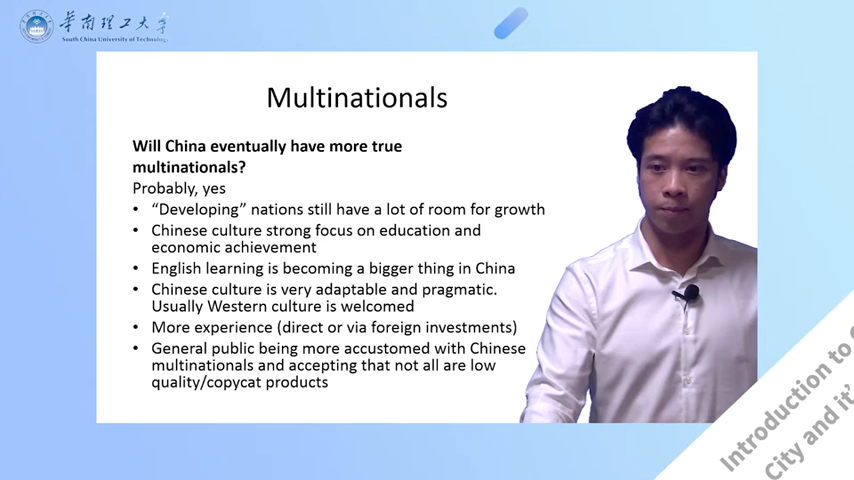 华南理工大学
South China University of Technology
Multinationals
Will China eventually have more true
multinationals?
Probably, yes
• “Developing” nations still have a lot of room for growth
• Chinese culture strong focus on education and
economic achievement
• English learning is becoming a bigger thing in China
• Chinese culture is very adaptable and pragmatic.
Usually Western culture is welcomed
• More experience (direct or via foreign investments)
• General public being more accustomed with Chinese
multinationals and accepting that not all are low
quality/copycat products
Introduction to
City and it’